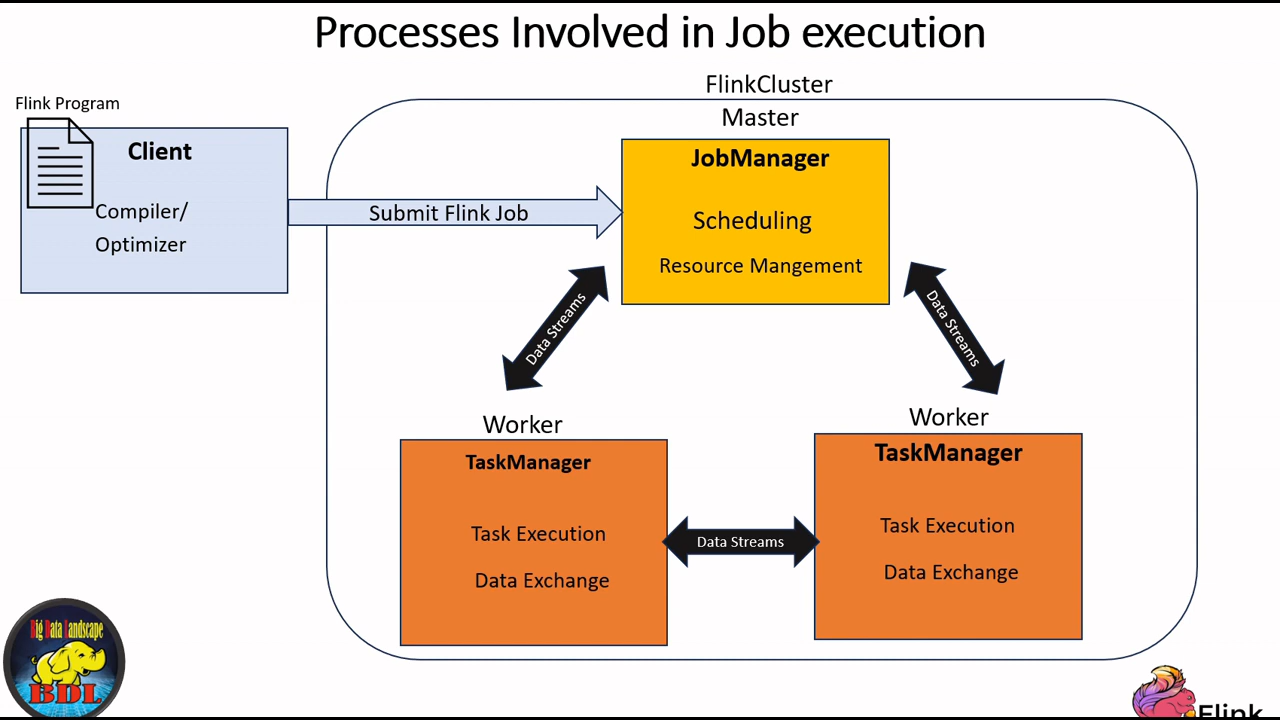 Processes Involved in Job execution
FlinkCluster
Flink Program
Master
Client
JobManager
Compiler/
Optimizer
Submit Flink Job
Scheduling
Resource Mangement
Data Streams
Data Streams
Worker
Worker
TaskManager
TaskManager
Task Execution
Task Execution
Data Streams
Data Exchange
Data Exchange
Big Data Landscape
BDL
Flink